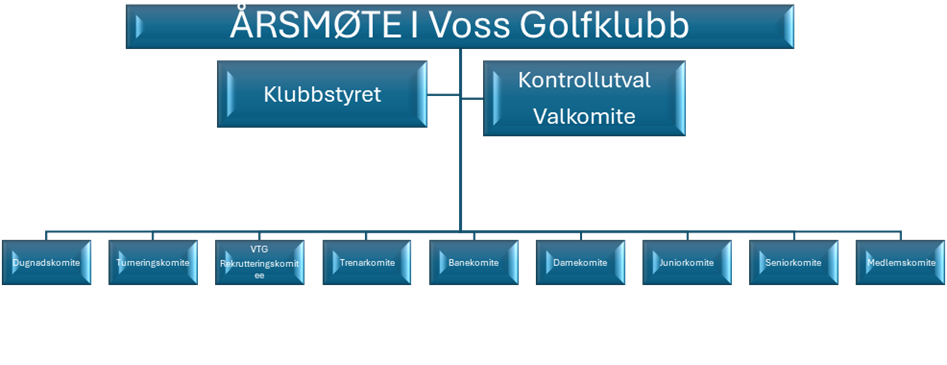 ÅRSMØTE I Voss Golfklubb
Klubbstyret
Kontrollutval
Valkomite
Dugnadskomite
Turneringskomite
VTG
Rekrutteringskomit
ee
Trenarkomite
Banekomite
Damekomite
Juniorkomite
Seniorkomite
Medlemskomite